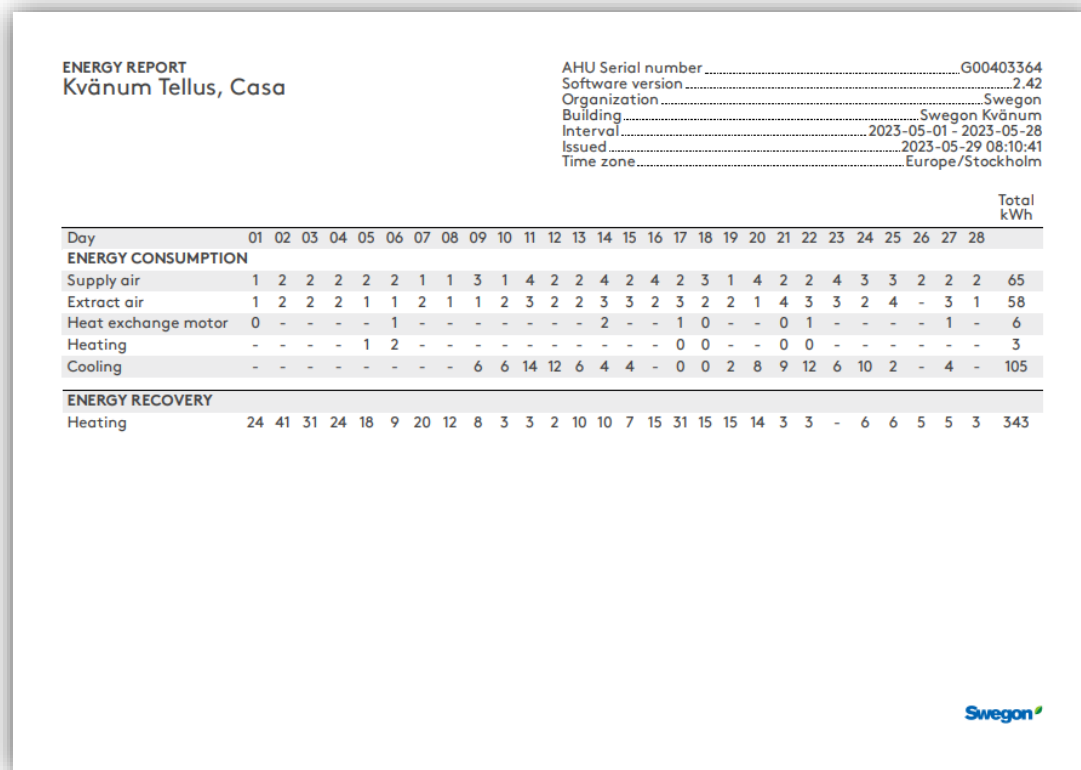 ENERGY REPORT
Kvänum Tellus, Casa
AHU Serial number G00403364
Software version 2.42
Organization Swegon
Building Swegon Kvänum
Interval 2023-05-01 - 2023-05-28
Issued 2023-05-29 08:10:41
Time zone Europe/Stockholm
Total
kWh
Day 01 02 03 04 05 06 07 08 09 10 11 12 13 14 15 16 17 18 19 20 21 22 23 24 25 26 27 28
ENERGY CONSUMPTION
Supply air 1 2 2 2 2 2 1 1 3 1 4 2 2 4 2 4 2 3 1 4 2 2 4 3 3 2 2 2 65
Extract air 1 2 2 2 1 1 2 1 1 2 3 2 2 3 3 2 3 2 2 1 4 3 3 2 4 - 3 1 58
Heat exchange motor 0 - - - - 1 - - - - - - - 2 - - 1 0 - - 0 1 - - - - 1 - 6
Heating - - - - 1 2 - - - - - - - - - - 0 0 - - 0 0 - - - - - - 3
Cooling - - - - - - - - 6 6 14 12 6 4 4 - 0 0 2 8 9 12 6 10 2 - 4 - 105
ENERGY RECOVERY
Heating 24 41 31 24 18 9 20 12 8 3 3 2 10 10 7 15 31 15 15 14 3 3 - 6 6 5 5 3 343
Swegon